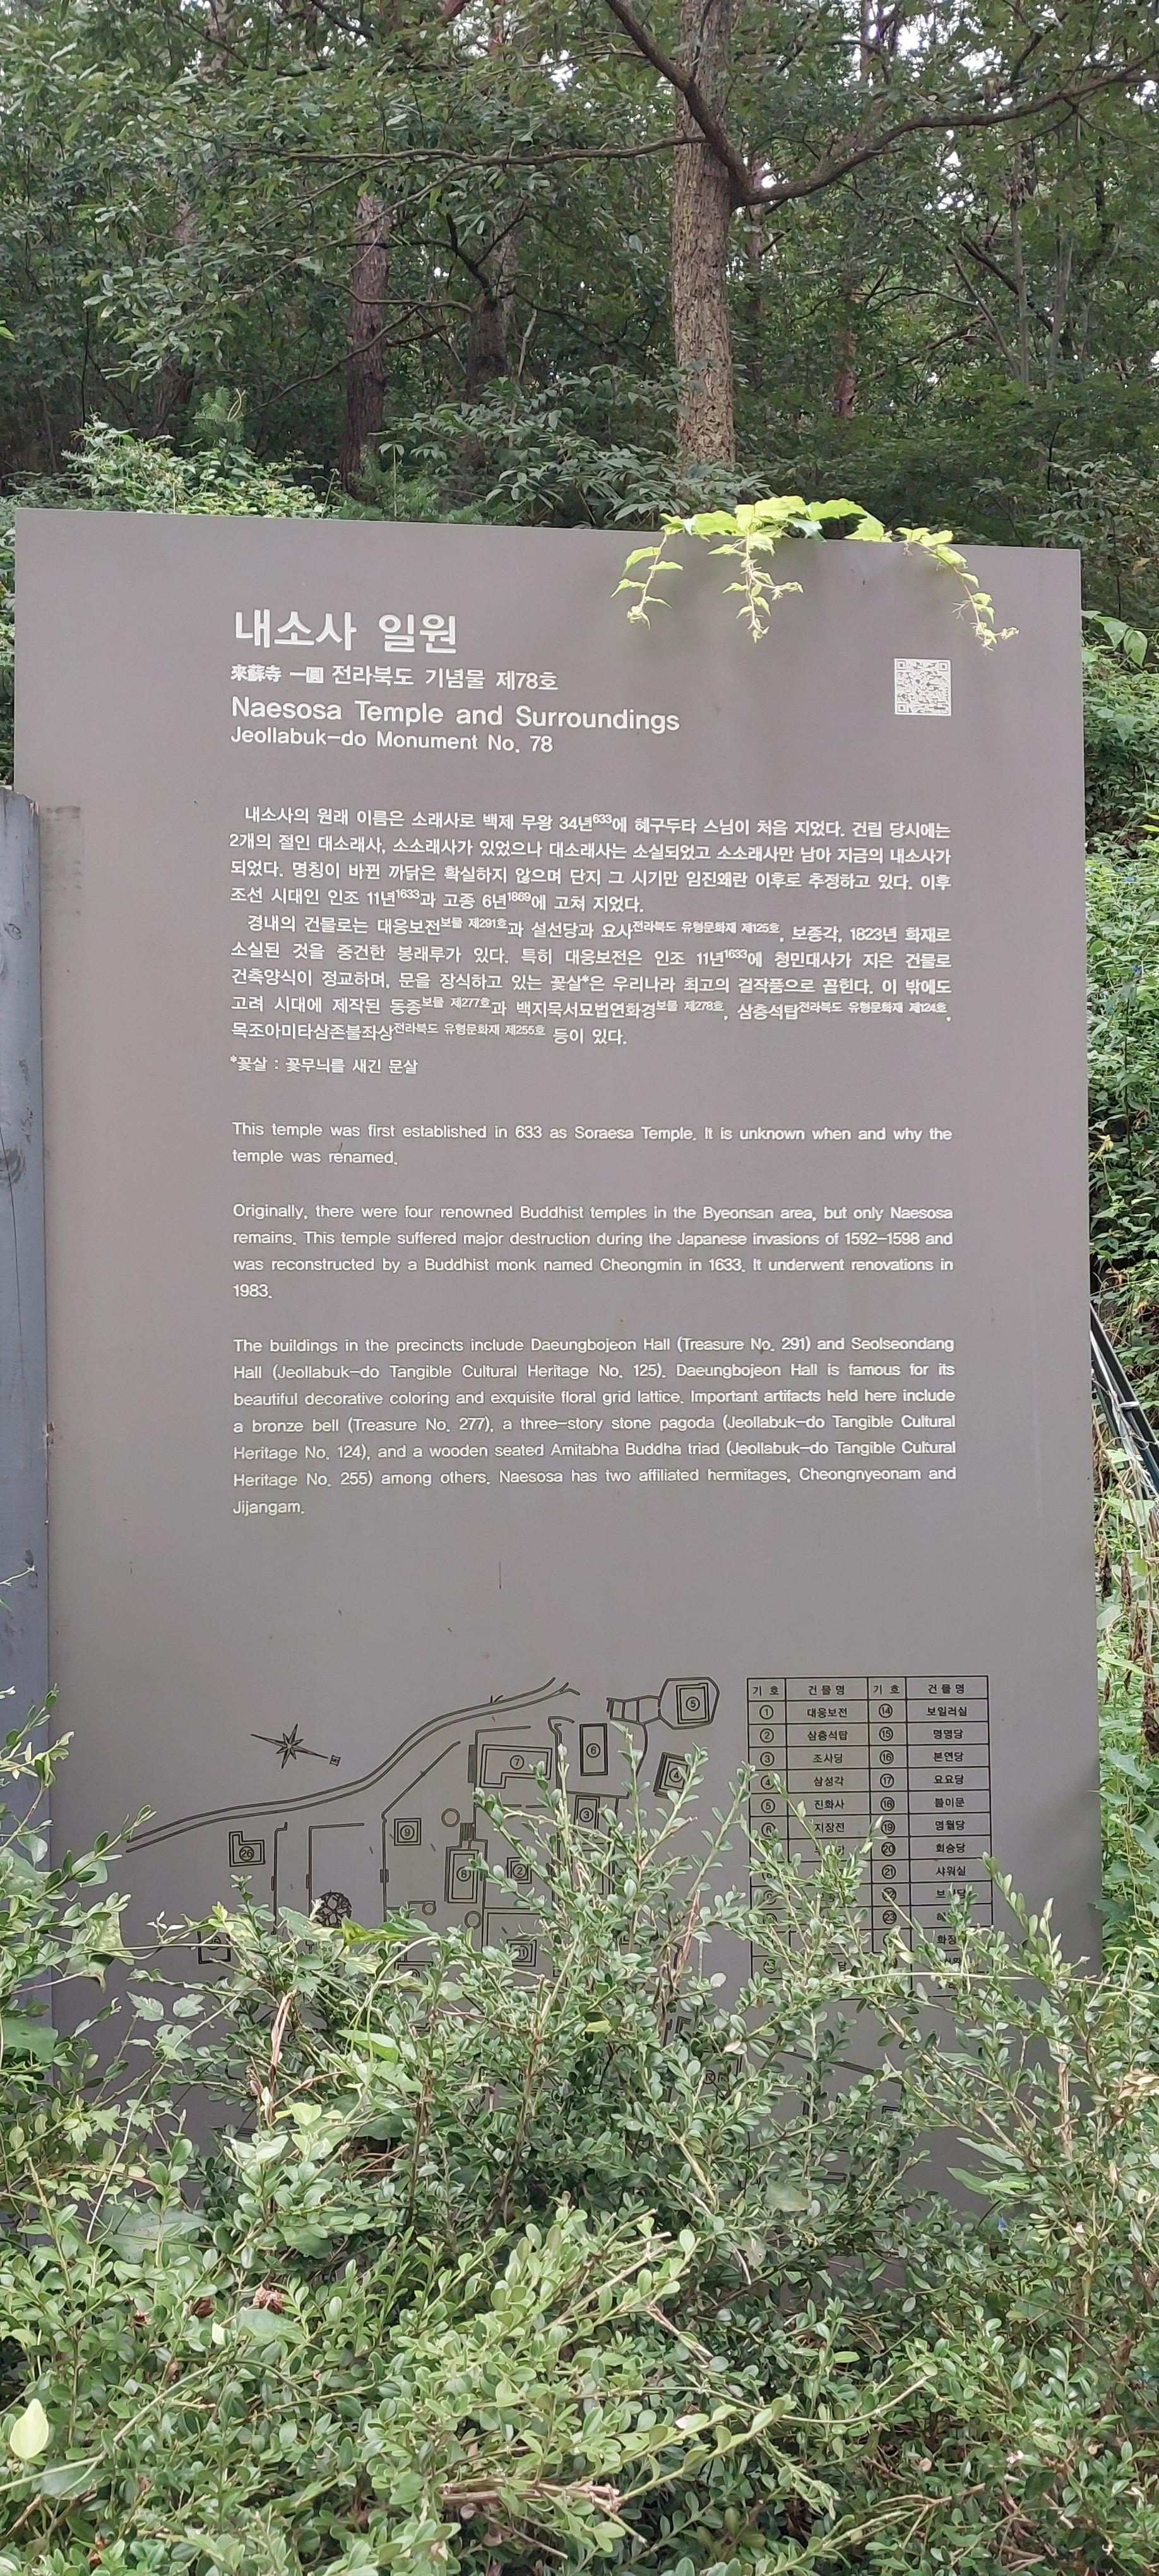 내소사 일원
來蘇寺 一圓 전라북도 기념물 제78호
Naesosa Temple and Surroundings
Jeollabuk-do Monument No. 78
내소사의 원래 이름은 소래사로 백제 무왕 34년633에 혜구두타 스님이 처음 지었다. 건립 당시에는
2개의 절인 대소래사, 소소래사가 있었으나 대소래사는 소실되었고 소소래사만 남아 지금의 내소사가
되었다. 명칭이 바뀐 까닭은 확실하지 않으며 단지 그 시기만 임진왜란 이후로 추정하고 있다. 이후
조선 시대인 인조 11년1633과 고종 6년1869에 고쳐 지었다.
경내의 건물로는 대웅보전보물 제291호과 설선당과 요사전라북도 유형문화재 제125호, 보종각, 1823년 화재로
소실된 것을 중건한 봉래루가 있다. 특히 대웅보전은 인조 11년1633에 청민대사가 지은 건물로
건축양식이 정교하며, 문을 장식하고 있는 꽃살*은 우리나라 최고의 걸작품으로 꼽힌다. 이 밖에도
고려 시대에 제작된 동종보물 제277호과 백지묵서묘법연화경보물 제278호, 삼층석탑전라북도 유형문화재 제124호,
목조아미타삼존불좌상전라북도 유형문화재 제255호 등이 있다.
*꽃살 : 꽃무늬를 새긴 문살
This temple was first established in 633 as Soraesa Temple. It is unknown when and why the
temple was renamed.
Originally, there were four renowned Buddhist temples in the Byeonsan area, but only Naesosa
remains. This temple suffered major destruction during the Japanese invasions of 1592-1598 and
was reconstructed by a Buddhist monk named Cheongmin in 1633. It underwent renovations in
1983.
The buildings in the precincts include Daeungbojeon Hall (Treasure No. 291) and Seolseondang
Hall (Jeollabuk-do Tangible Cultural Heritage No. 125). Daeungbojeon Hall is famous for its
beautiful decorative coloring and exquisite floral grid lattice. Important artifacts held here include
a bronze bell (Treasure No. 277), a three-story stone pagoda (Jeollabuk-do Tangible Cultural
Heritage No. 124), and a wooden seated Amitabha Buddha triad (Jeollabuk-do Tangible Cultural
Heritage No. 255) among others. Naesosa has two affiliated hermitages, Cheongnyeonam and
Jijangam.
기 호 건물명 기 호 건물명
① 대웅보전 ⑭ 보일러실
② 삼층석탑 ⑮ 명명당
③ 조사당 ⑯ 본연당
④ 삼성각 ⑰ 요요당
⑤ 진화사 ⑱
⑥ 지장전 ⑲ 명월당
⑳ 회승당
㉑ 샤워실
⑤
⑥
⑦
④
③
⑨
⑧
②
㉖